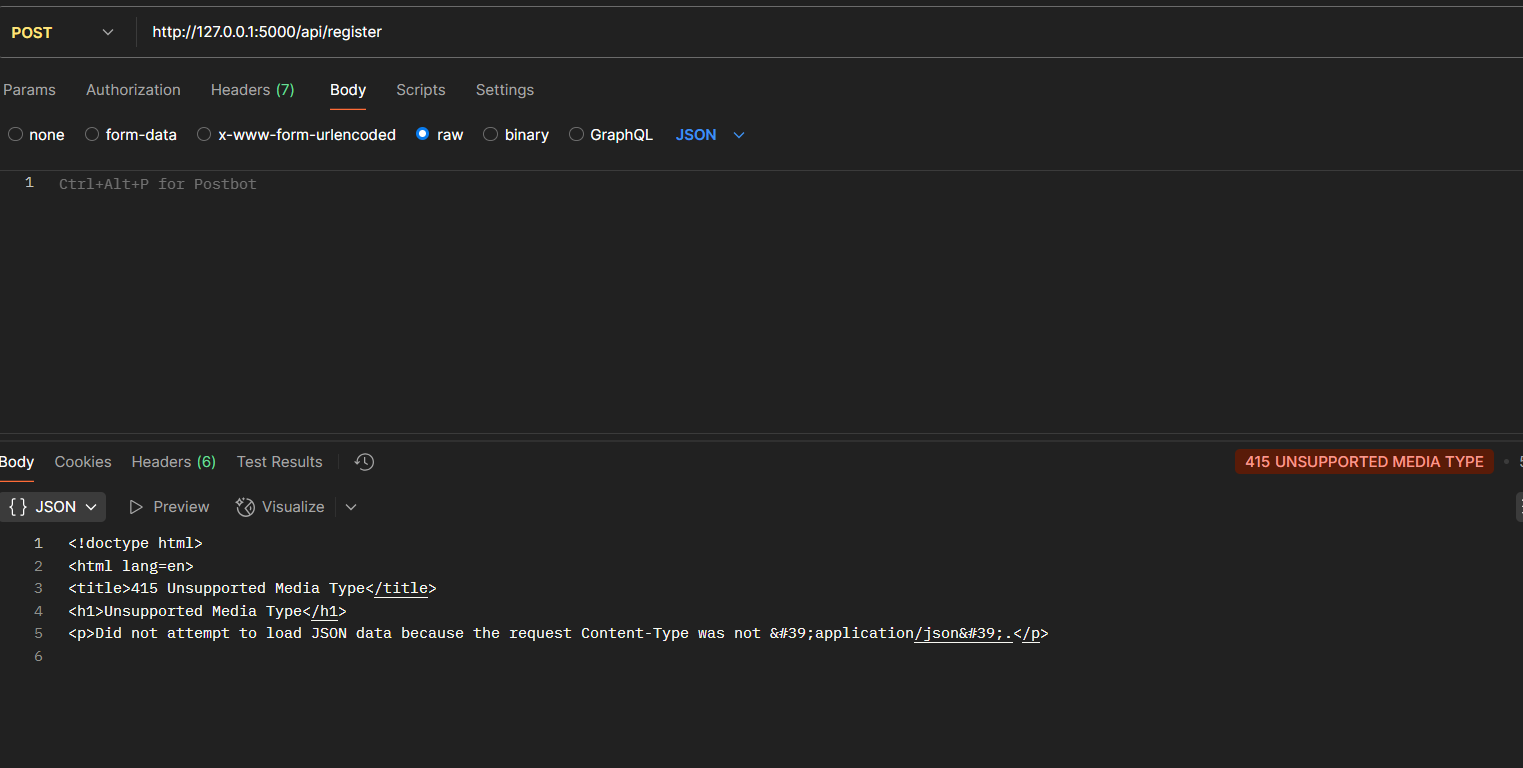 POST http://127.0.0.1:5000/api/register
Params Authorization Headers (7) Body Scripts Settings
none form-data x-www-form-urlencoded raw binary GraphQL JSON
1 Ctrl+Alt+P for Postbot
Body Cookies Headers (6) Test Results 415 UNSUPPORTED MEDIA TYPE
{} JSON Preview Visualize
1 <!doctype html>
2 <html lang=en>
3 <title>415 Unsupported Media Type</title>
4 <h1>Unsupported Media Type</h1>
5 <p>Did not attempt to load JSON data because the request Content-Type was not &#39;application/json&#39;.</p>
6